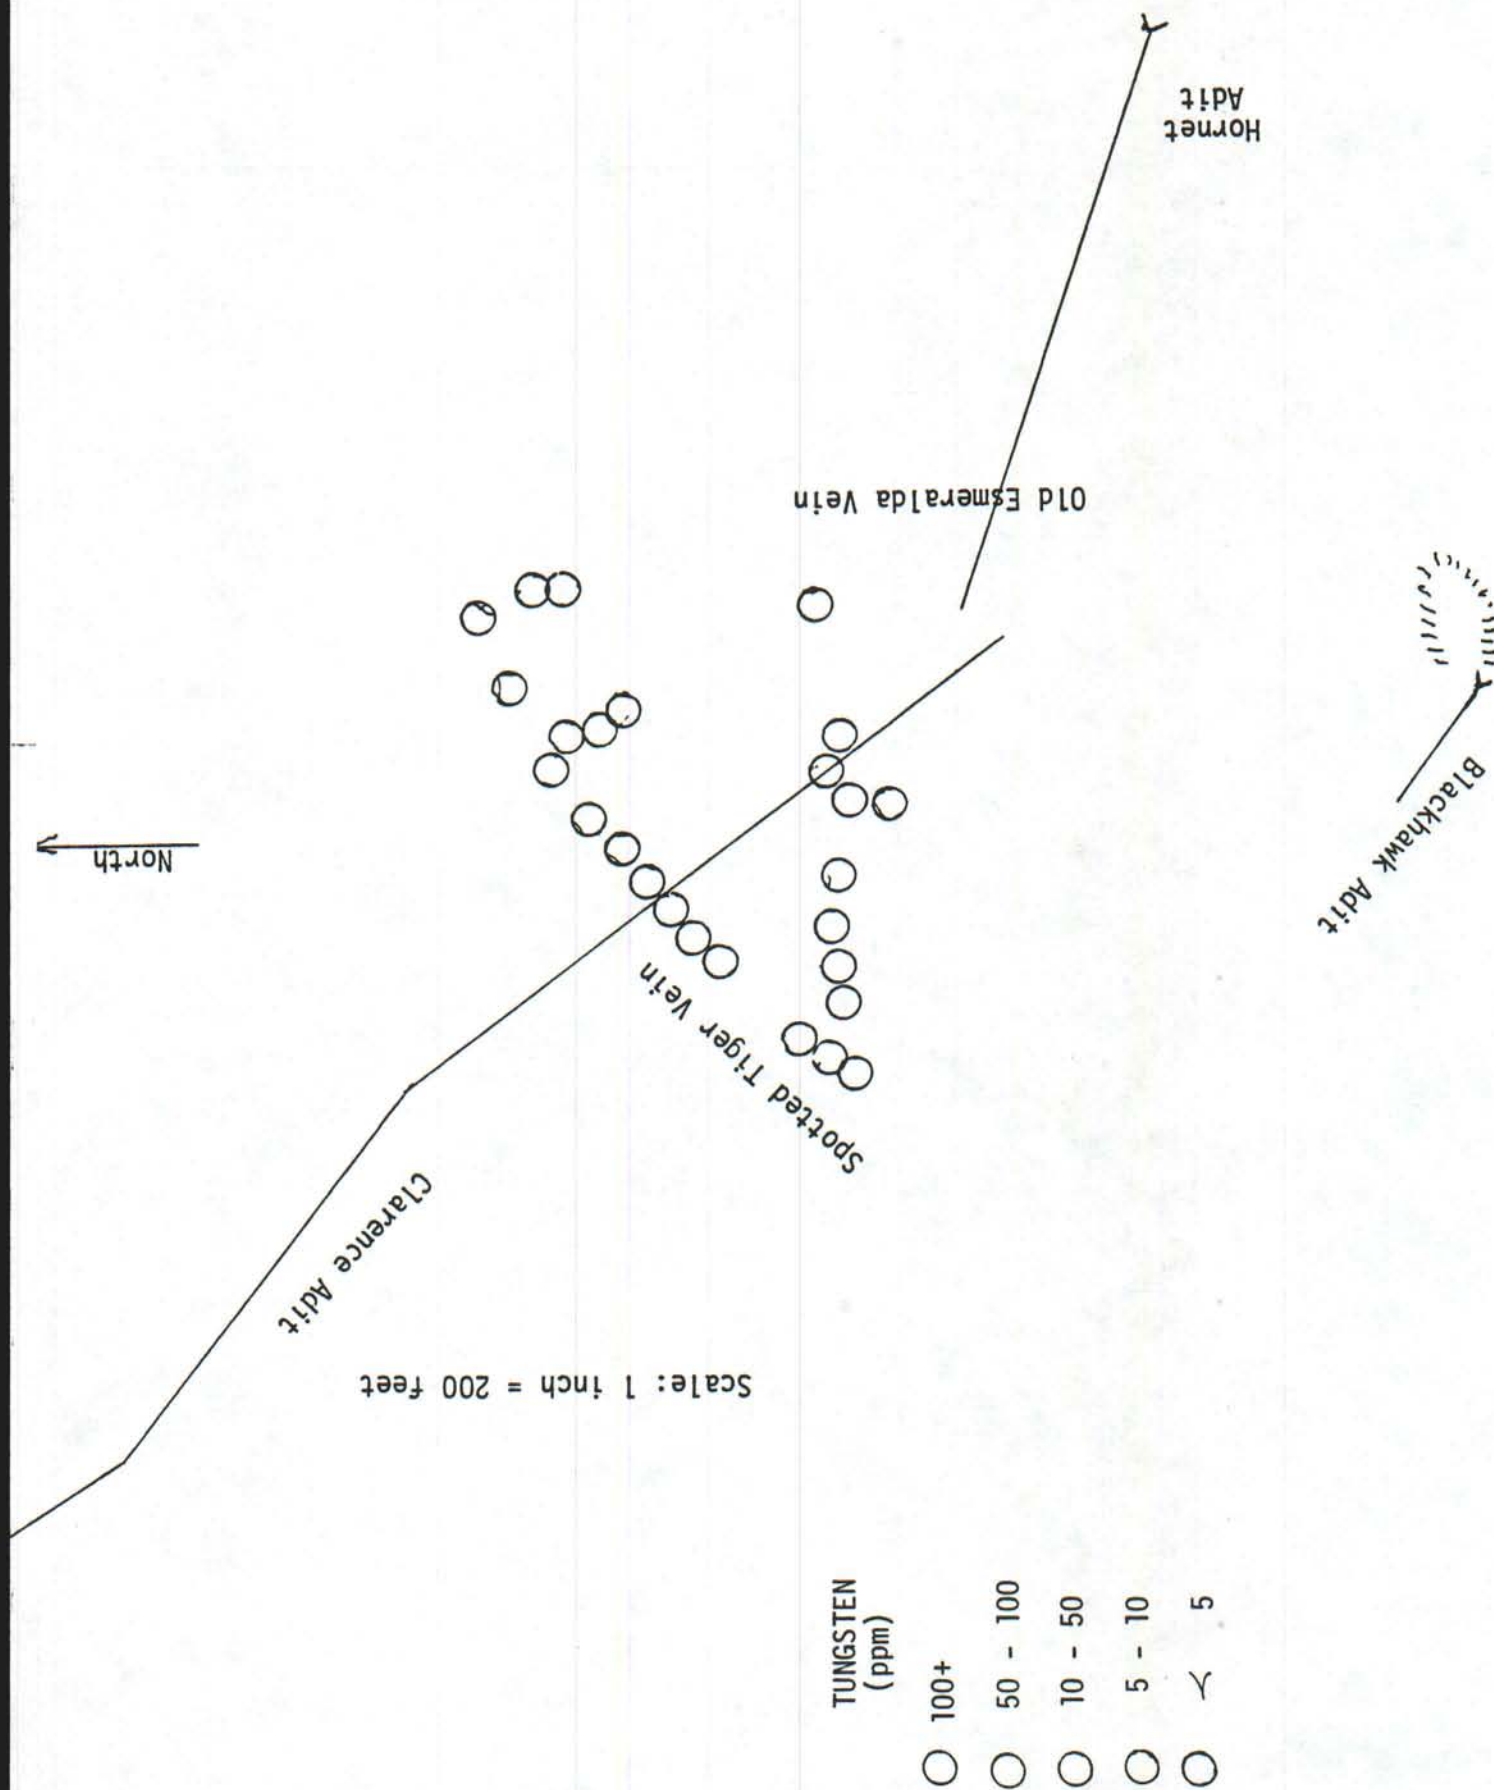 North
Hornet
Adit
Old Esmeralda Vein
Blackhawk Adit
Spotted Tiger Vein
Clarence Adit
Scale: 1 inch = 200 feet
TUNGSTEN
(ppm)
100+
50 - 100
10 - 50
5 - 10
< 5